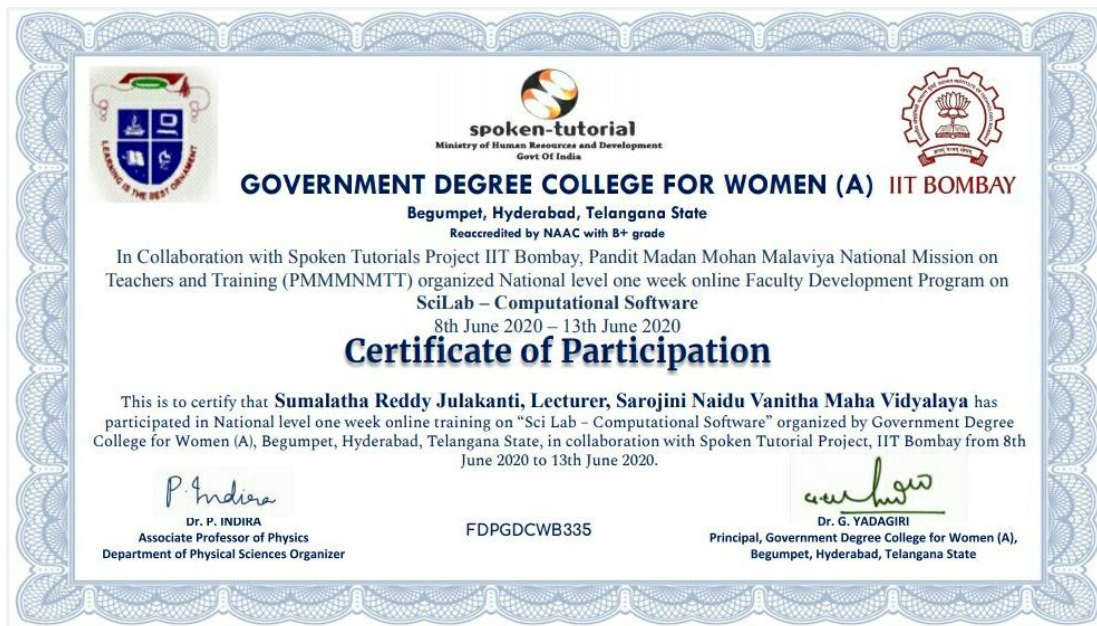 LEARNING IS THE BEST ORNAMENT
spoken-tutorial
Ministry of Human Resources and Development
Govt Of India
GOVERNMENT DEGREE COLLEGE FOR WOMEN (A)
IIT BOMBAY
Begumpet, Hyderabad, Telangana State
Reaccredited by NAAC with B+ grade
In Collaboration with Spoken Tutorials Project IIT Bombay, Pandit Madan Mohan Malaviya National Mission on
Teachers and Training (PMMMNMTT) organized National level one week online Faculty Development Program on
SciLab – Computational Software
8th June 2020 – 13th June 2020
Certificate of Participation
This is to certify that Sumalatha Reddy Julakanti, Lecturer, Sarojini Naidu Vanitha Maha Vidyalaya has
participated in National level one week online training on “Sci Lab – Computational Software” organized by Government Degree
College for Women (A), Begumpet, Hyderabad, Telangana State, in collaboration with Spoken Tutorial Project, IIT Bombay from 8th
June 2020 to 13th June 2020.
P. Indira
Dr. P. INDIRA
Associate Professor of Physics
Department of Physical Sciences Organizer
FDPGDCWB335
Dr. G. YADAGIRI
Principal, Government Degree College for Women (A),
Begumpet, Hyderabad, Telangana State